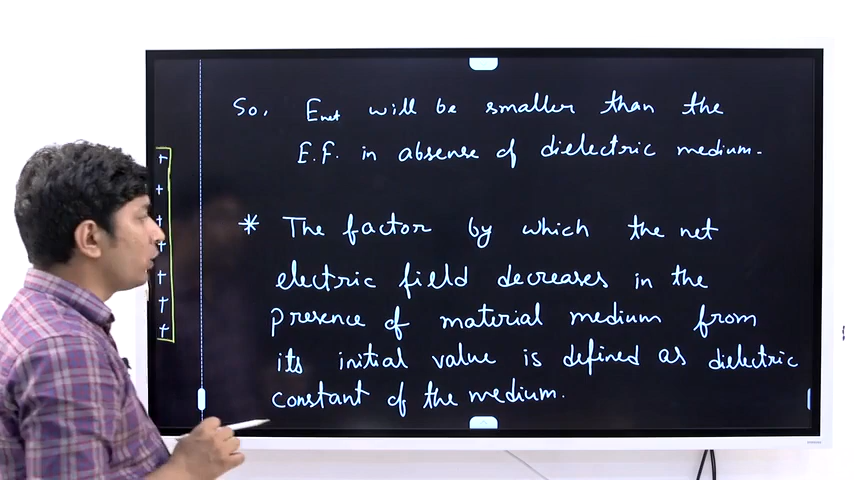 So, Enet will be smaller than the
E.F. in absense of dielectric medium.
* The factor by which the net
electric field decreases in the
presence of material medium from
its initial value is defined as dielectric
constant of the medium.
+
+
+
+
+
+
+